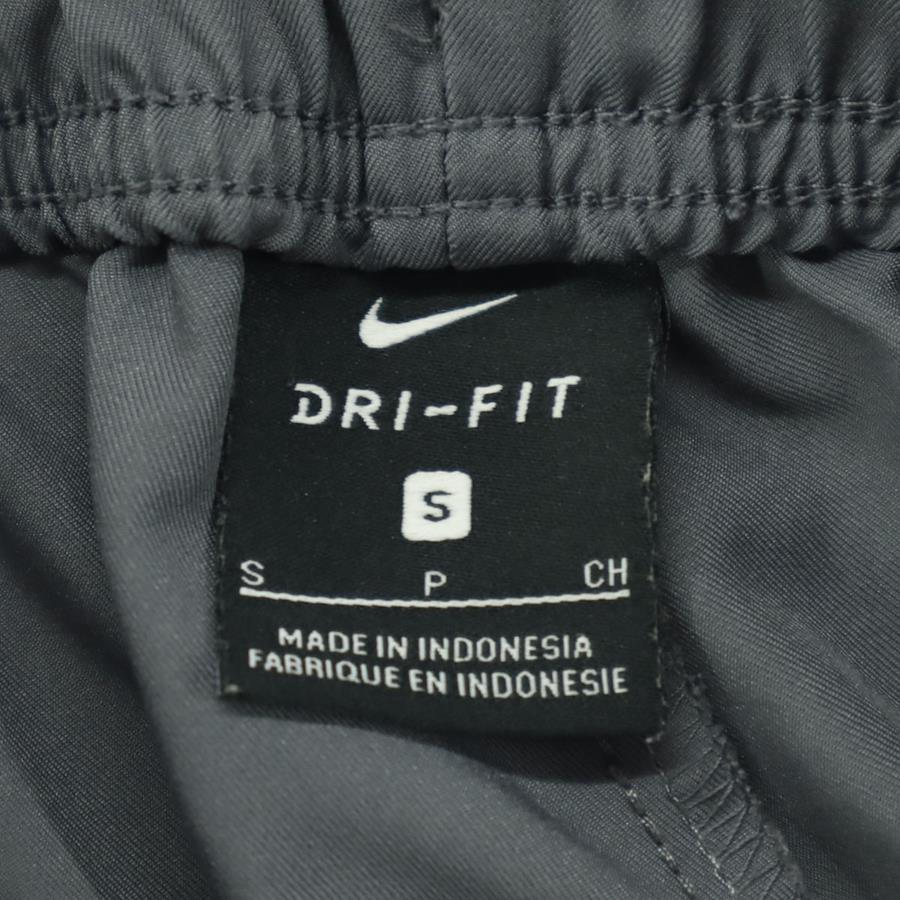 DRI-FIT
S
S P CH
MADE IN INDONESIA
FABRIQUE EN INDONESIE